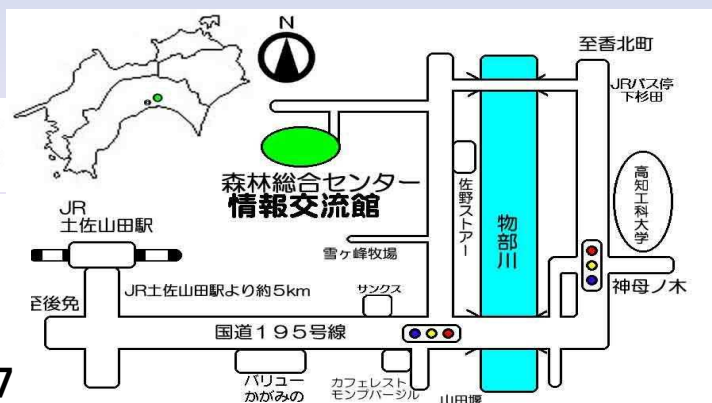 N
至香北町
JRバス停
下杉田
森林総合センター
情報交流館
佐野ストアー
物部川
高知工科大学
JR
土佐山田駅
雪ヶ峰牧場
神母ノ木
JR土佐山田駅より約5km
サンクス
至後免
国道195号線
バリュー
かがみの
カフェレスト
モンプバージル
山田堰
7